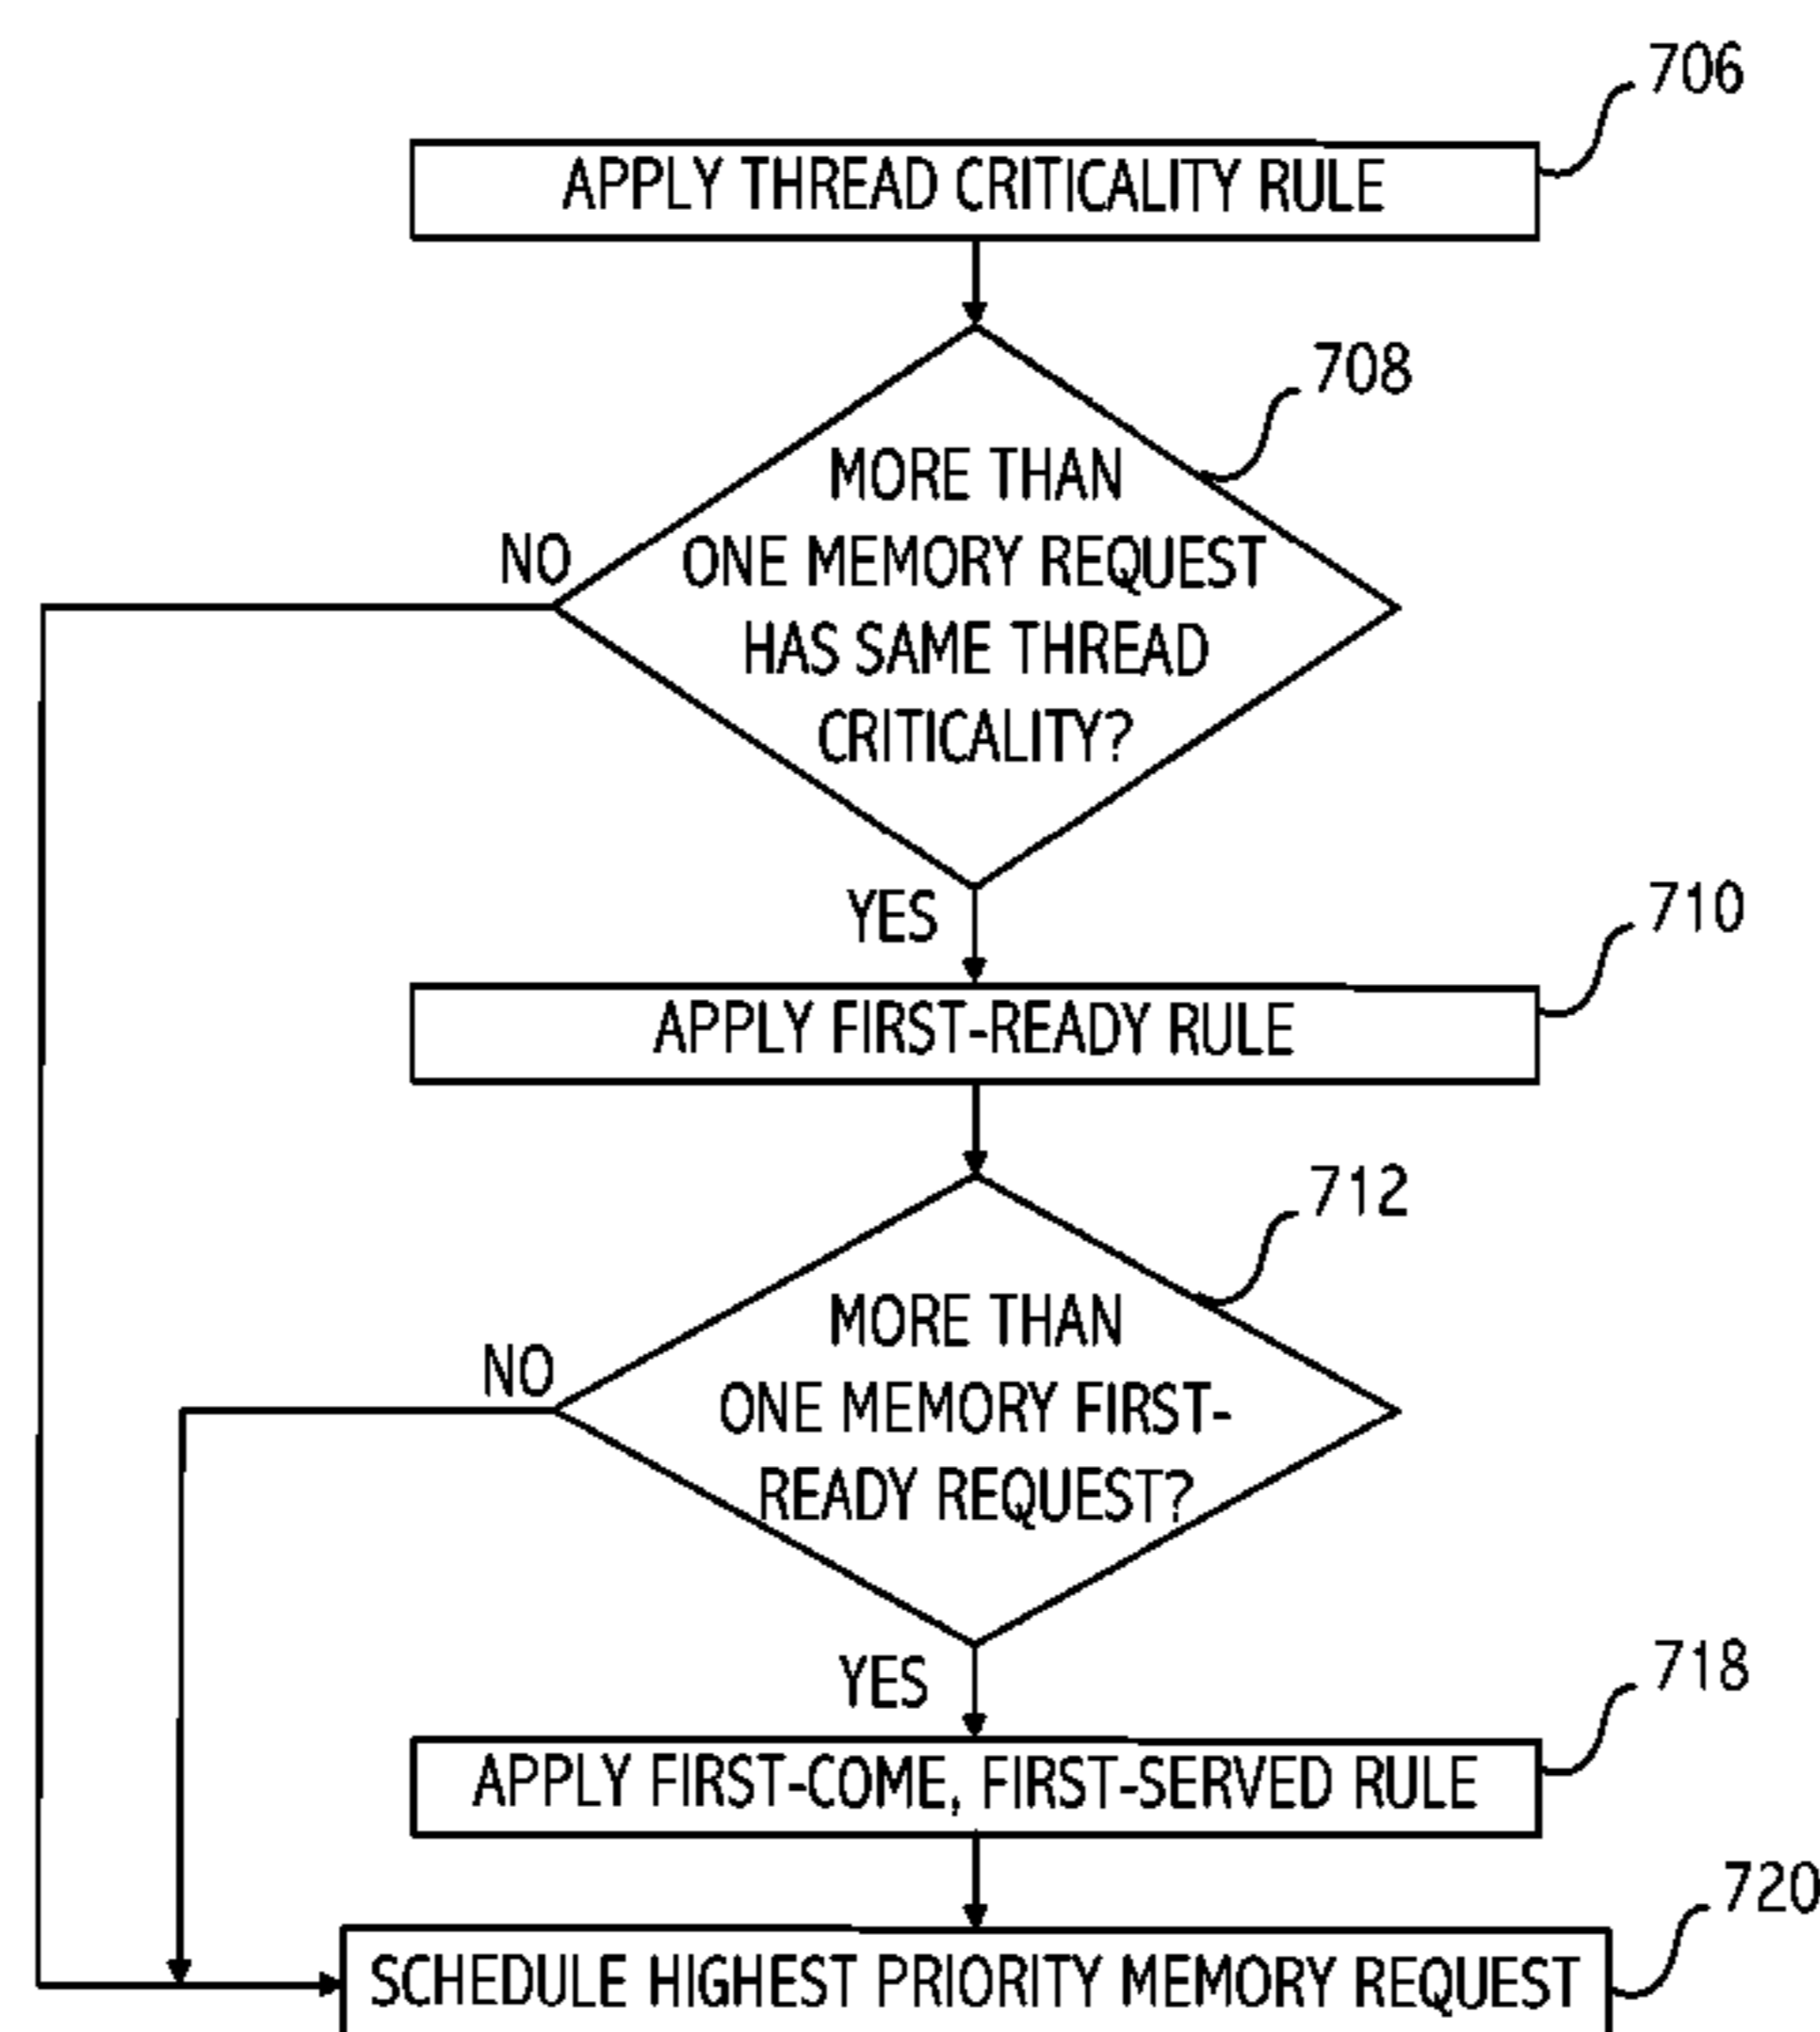 706
APPLY THREAD CRITICALITY RULE
708
MORE THAN
NO
ONE MEMORY REQUEST
HAS SAME THREAD
CRITICALITY?
YES
710
APPLY FIRST-READY RULE
712
MORE THAN
NO
ONE MEMORY FIRST-
READY REQUEST?
YES
718
APPLY FIRST-COME, FIRST-SERVED RULE
720
SCHEDULE HIGHEST PRIORITY MEMORY REQUEST